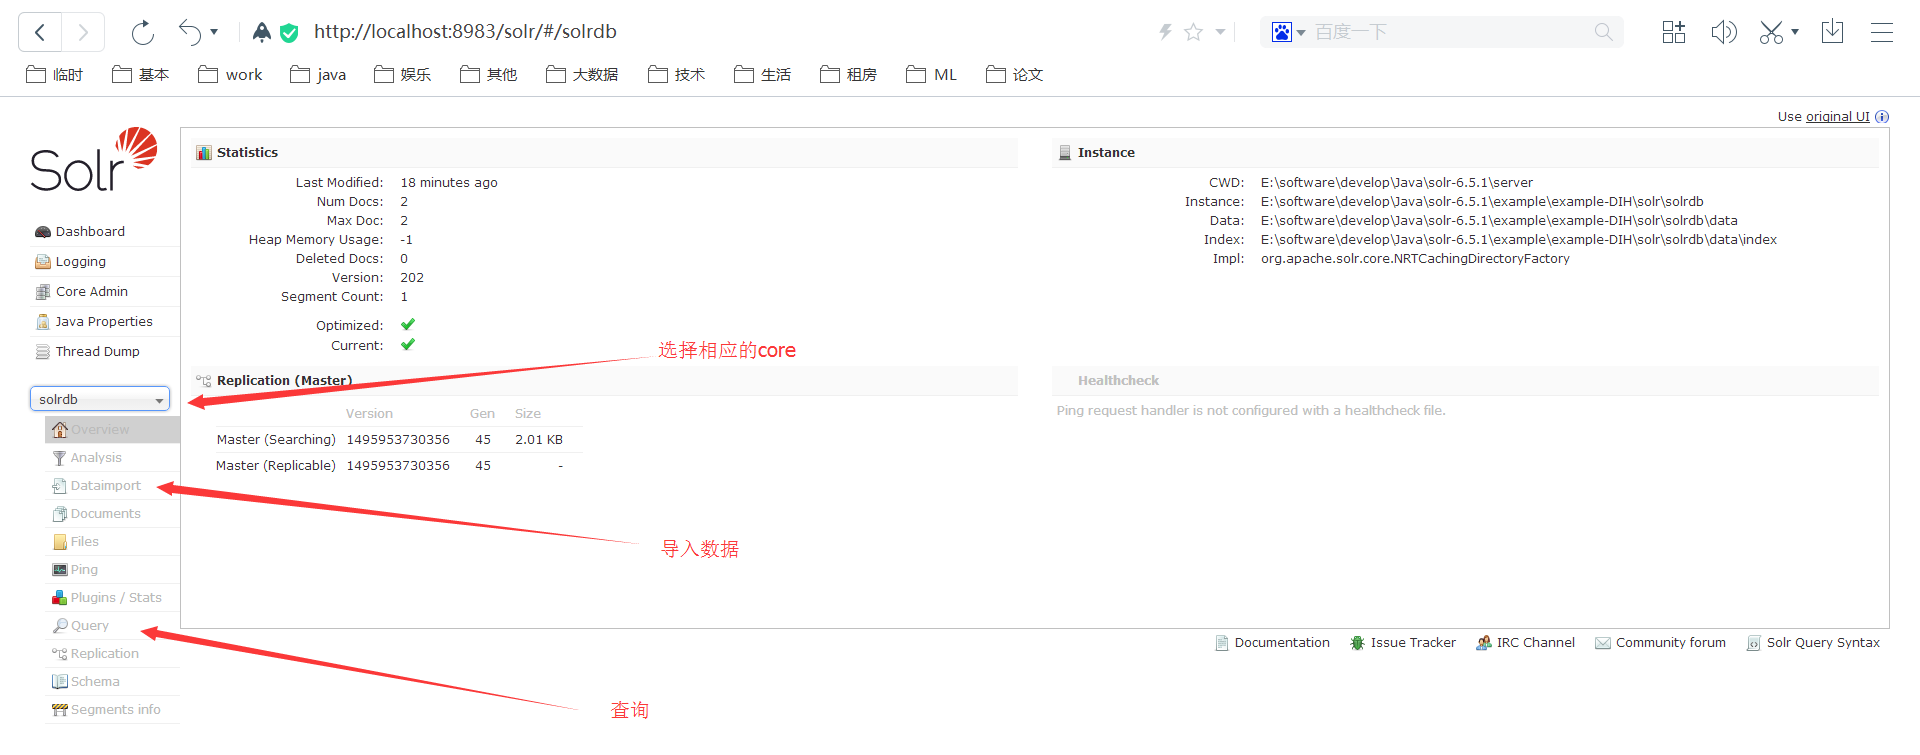 http://localhost:8983/solr/#/solrdb
百度一下
临时 基本 work java 娱乐 其他 大数据 技术 生活 租房 ML 论文
Use original UI
Solr
Dashboard
Logging
Core Admin
Java Properties
Thread Dump
solrdb
Overview
Analysis
Dataimport
Documents
Files
Ping
Plugins / Stats
Query
Replication
Schema
Segments info
Statistics
Last Modified: 18 minutes ago
Num Docs: 2
Max Doc: 2
Heap Memory Usage: -1
Deleted Docs: 0
Version: 202
Segment Count: 1
Optimized:
Current:
Instance
CWD: E:\software\develop\Java\solr-6.5.1\server
Instance: E:\software\develop\Java\solr-6.5.1\example\example-DIH\solr\solrdb
Data: E:\software\develop\Java\solr-6.5.1\example\example-DIH\solr\solrdb\data
Index: E:\software\develop\Java\solr-6.5.1\example\example-DIH\solr\solrdb\data\index
Impl: org.apache.solr.core.NRTCachingDirectoryFactory
选择相应的core
Replication (Master)
Version Gen Size
Master (Searching) 1495953730356 45 2.01 KB
Master (Replicable) 1495953730356 45 -
Healthcheck
Ping request handler is not configured with a healthcheck file.
导入数据
查询
Documentation Issue Tracker IRC Channel Community forum Solr Query Syntax